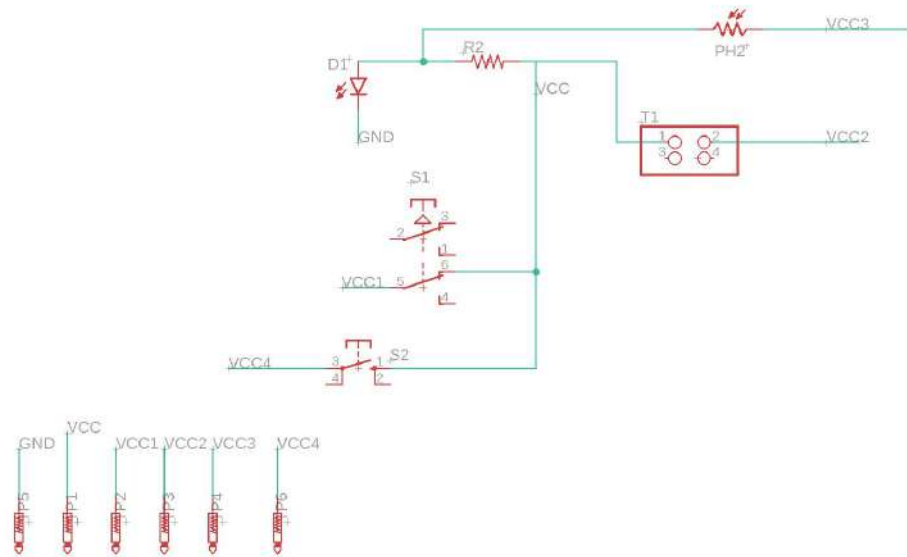 VCC3
PH2
R2
D1
VCC
GND
T1
1 2
3 4
VCC2
S1
3
2
1
6
VCC1 5
4
S2
VCC4 3 1
4 2
GND VCC VCC1 VCC2 VCC3 VCC4
P5 P1 P2 P3 P4 P6